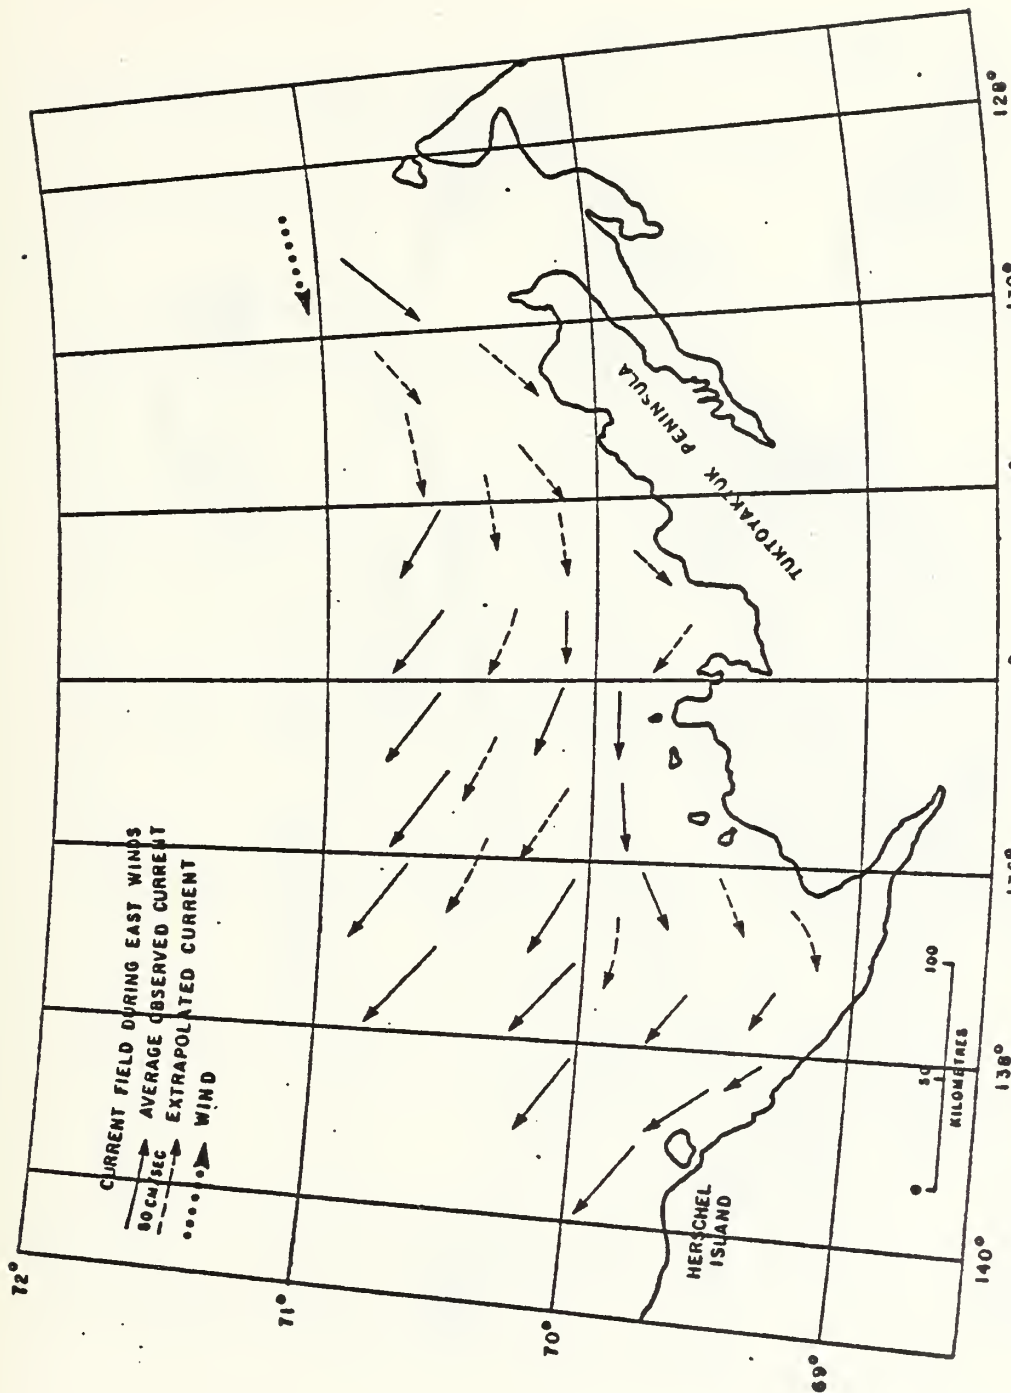 CURRENT FIELD DURING EAST WINDS
AVERAGE OBSERVED CURRENT
CM/SEC
EXTRAPOLATED CURRENT
WIND
72°
71°
70°
69°
TUKTOYAKTUK PENINSULA
HERSCHEL
ISLAND
0 50 100
KILOMETRES
140°
138°
128°